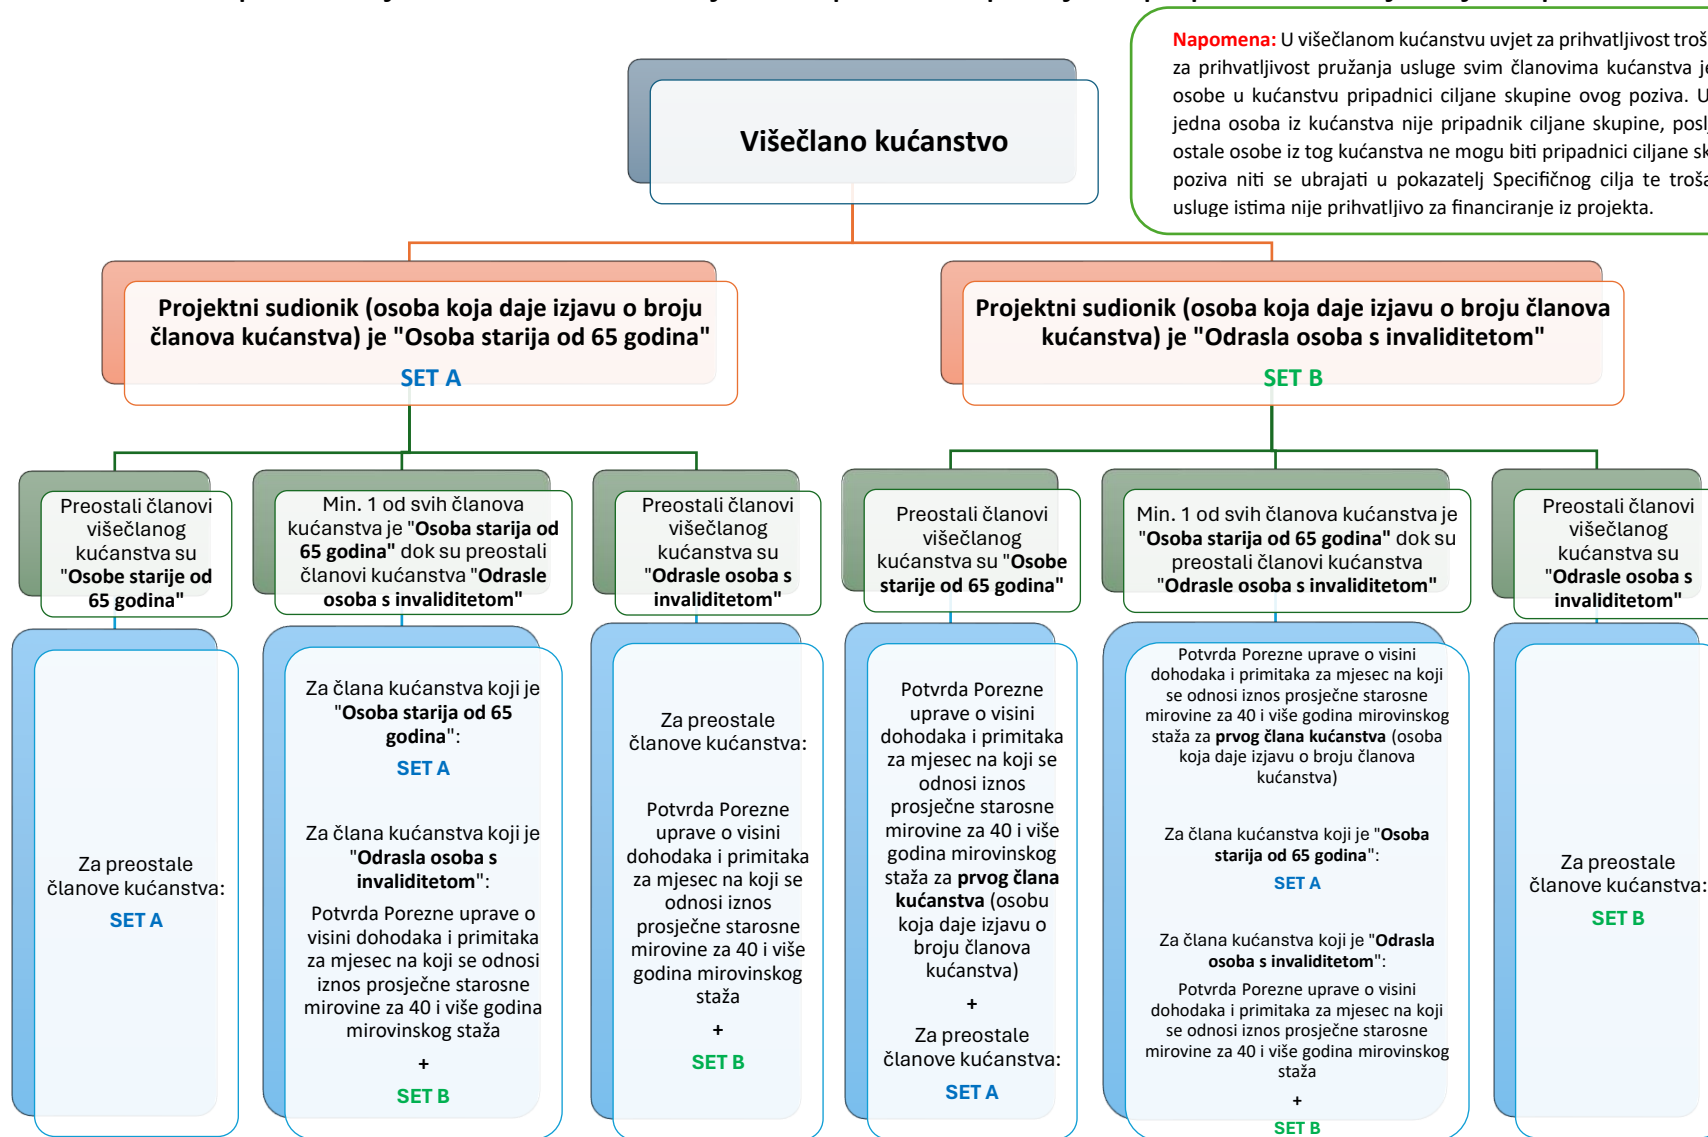 Napomena: U višečlanom kućanstvu uvjet za prihvatljivost
za prihvatljivost pružanja usluge svim članovima kućanstva
osobe u kućanstvu pripadnici ciljane skupine ovog poziva.
jedna osoba iz kućanstva nije pripadnik ciljane skupine,
ostale osobe iz tog kućanstva ne mogu biti pripadnici ciljane
poziva niti se ubrajati u pokazatelj Specifičnog cilja te
usluge istima nije prihvatljivo za financiranje iz projekta.
Višečlano kućanstvo
Projektni sudionik (osoba koja daje izjavu o broju
članova kućanstva) je "Osoba starija od 65 godina"
SET A
Projektni sudionik (osoba koja daje izjavu o broju članova
kućanstva) je "Odrasla osoba s invaliditetom"
SET B
Preostali članovi
višečlanog
kućanstva su
"Osobe starije od
65 godina"
Min. 1 od svih članova
kućanstva je "Osoba starija od
65 godina" dok su preostali
članovi kućanstva "Odrasle
osoba s invaliditetom"
Preostali članovi
višečlanog
kućanstva su
"Odrasle osoba s
invaliditetom"
Preostali članovi
višečlanog
kućanstva su "Osobe
starije od 65 godina"
Min. 1 od svih članova kućanstva je
"Osoba starija od 65 godina" dok su
preostali članovi kućanstva
"Odrasle osoba s invaliditetom"
Preostali članovi
višečlanog
kućanstva su
"Odrasle osoba s
invaliditetom"
Za preostale
članove kućanstva:
SET A
Za člana kućanstva koji je
"Osoba starija od 65
godina":
SET A
Za člana kućanstva koji je
"Odrasla osoba s
invaliditetom":
Potvrda Porezne uprave o
visini dohodaka i primitaka
za mjesec na koji se odnosi
iznos prosječne starosne
mirovine za 40 i više godina
mirovinskog staža
+
SET B
Za preostale
članove kućanstva:
Potvrda Porezne
uprave o visini
dohodaka i primitaka
za mjesec na koji se
odnosi iznos
prosječne starosne
mirovine za 40 i više
godina mirovinskog
staža
+
SET B
Potvrda Porezne
uprave o visini
dohodaka i primitaka
za mjesec na koji se
odnosi iznos
prosječne starosne
mirovine za 40 i više
godina mirovinskog
staža za prvog člana
kućanstva (osobu
koja daje izjavu o
broju članova
kućanstva)
+
Za preostale
članove kućanstva:
SET A
Potvrda Porezne uprave o visini
dohodaka i primitaka za mjesec na koji
se odnosi iznos prosječne starosne
mirovine za 40 i više godina mirovinskog
staža za prvog člana kućanstva (osoba
koja daje izjavu o broju članova
kućanstva)
Za člana kućanstva koji je "Osoba
starija od 65 godina":
SET A
Za člana kućanstva koji je "Odrasla
osoba s invaliditetom":
Potvrda Porezne uprave o visini
dohodaka i primitaka za mjesec na koji
se odnosi iznos prosječne starosne
mirovine za 40 i više godina mirovinskog
staža
+
SET B
Za preostale
članove kućanstva:
SET B